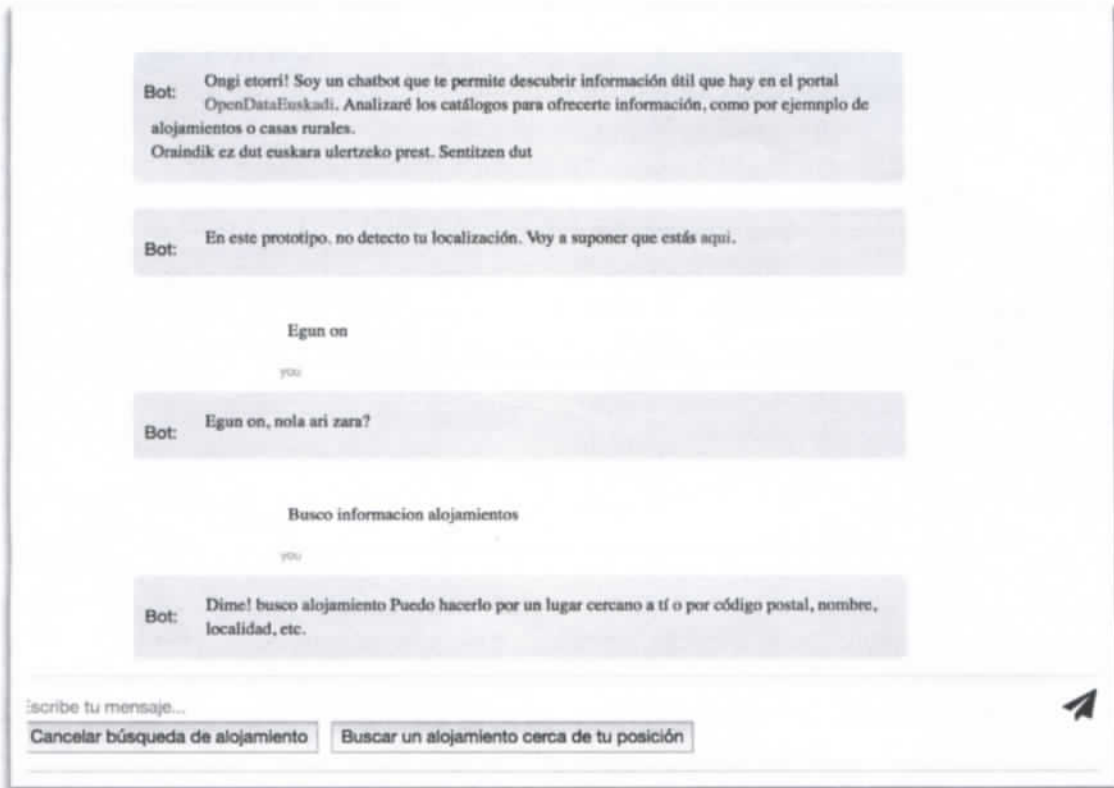 Bot:
Ongi etorri! Soy un chatbot que te permite descubrir información útil que hay en el portal
OpenDataEuskadi. Analizaré los catálogos para ofrecerte información, como por ejemnplo de
alojamientos o casas rurales.
Oraindik ez dut euskara ulertzeko prest. Sentitzen dut
Bot:
En este prototipo, no detecto tu localización. Voy a suponer que estás aqui.
Egun on
you
Bot:
Egun on, nola ari zara?
Busco informacion alojamientos
you
Bot:
Dime! busco alojamiento Puedo hacerlo por un lugar cercano a tí o por código postal, nombre,
localidad, etc.
Escribe tu mensaje...
Cancelar búsqueda de alojamiento
Buscar un alojamiento cerca de tu posición